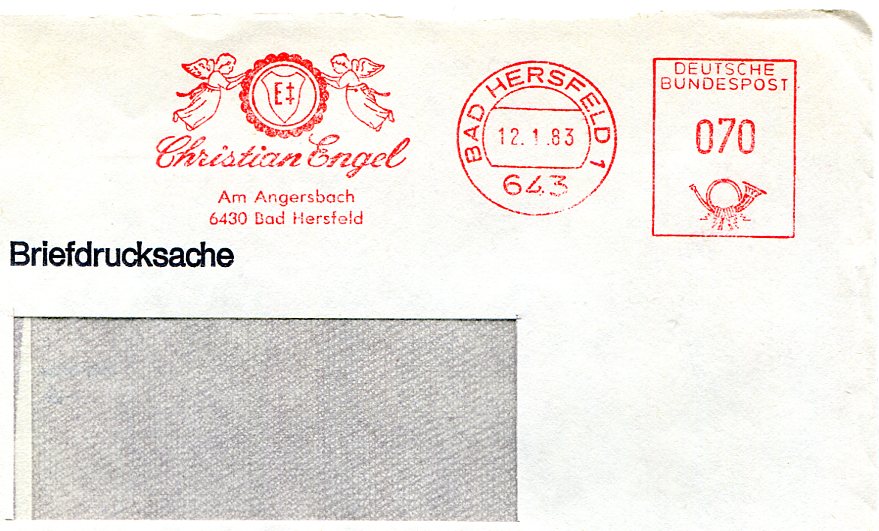 E‡
Christian Engel
Am Angersbach
6430 Bad Hersfeld
BAD HERSFELD 1
12. 1.83
643
DEUTSCHE
BUNDESPOST
070
Briefdrucksache